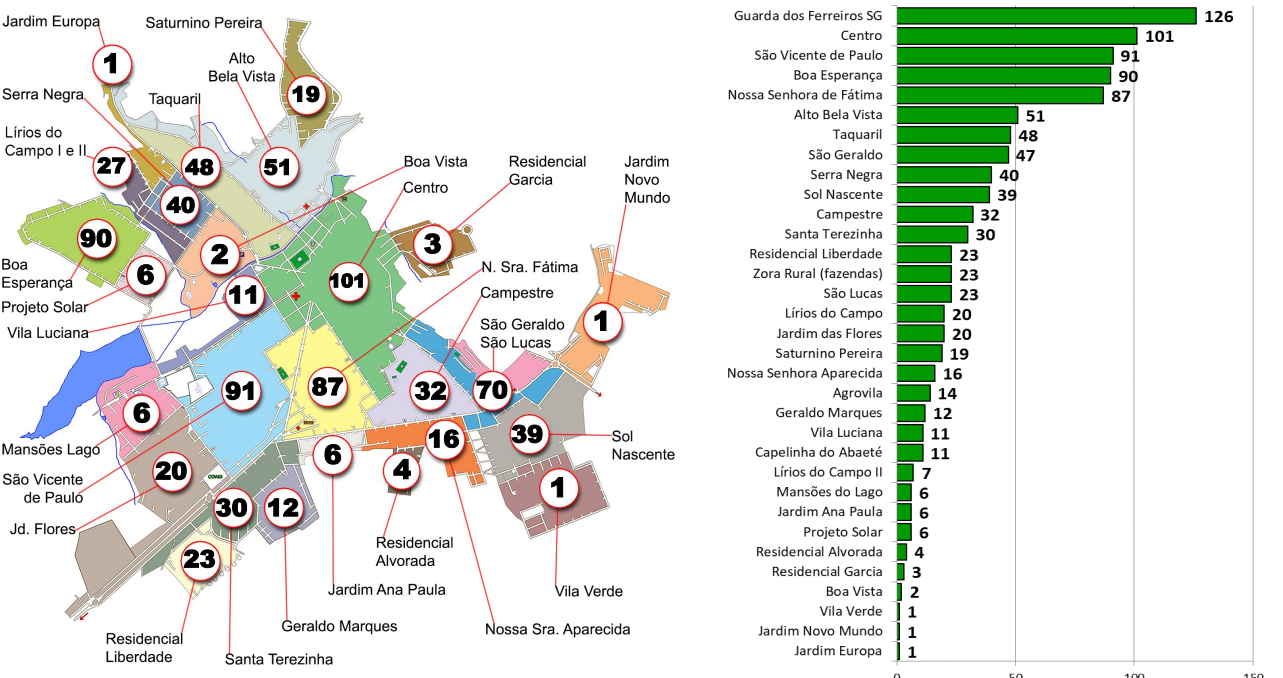 Jardim Europa
Saturnino Pereira
1
Alto
Bela Vista
Serra Negra
Taquaril
19
Lírios do
Campo I e II
27
48
51
Boa Vista
Residencial
Garcia
Jardim
Novo
Mundo
Centro
40
90
2
3
Boa
Esperança
6
101
N. Sra. Fátima
Projeto Solar
11
Campestre
Vila Luciana
São Geraldo
São Lucas
1
91
87
32
70
6
Mansões Lago
16
39
Sol
Nascente
São Vicente
de Paulo
20
6
4
1
Jd. Flores
30
12
23
Residencial
Alvorada
Jardim Ana Paula
Vila Verde
Residencial
Liberdade
Geraldo Marques
Nossa Sra. Aparecida
Santa Terezinha
Guarda dos Ferreiros SG 126
Centro 101
São Vicente de Paulo 91
Boa Esperança 90
Nossa Senhora de Fátima 87
Alto Bela Vista 51
Taquaril 48
São Geraldo 47
Serra Negra 40
Sol Nascente 39
Campestre 32
Santa Terezinha 30
Residencial Liberdade 23
Zora Rural (fazendas) 23
São Lucas 23
Lírios do Campo 20
Jardim das Flores 20
Saturnino Pereira 19
Nossa Senhora Aparecida 16
Agrovila 14
Geraldo Marques 12
Vila Luciana 11
Capelinha do Abaeté 11
Lírios do Campo II 7
Mansões do Lago 6
Jardim Ana Paula 6
Projeto Solar 6
Residencial Alvorada 4
Residencial Garcia 3
Boa Vista 2
Vila Verde 1
Jardim Novo Mundo 1
Jardim Europa 1
0 50 100 150